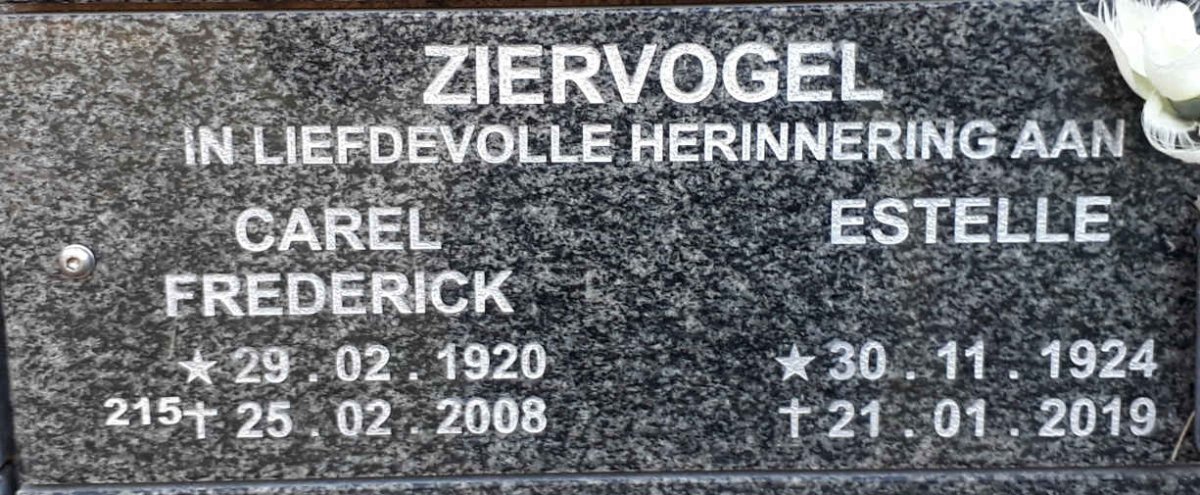 ZIERVOGEL
IN LIEFDEVOLLE HERINNERING AAN
CAREL
FREDERICK
★ 29 . 02 . 1920
215 ✝ 25 . 02 . 2008
ESTELLE
★ 30 . 11 . 1924
✝ 21 . 01 . 2019